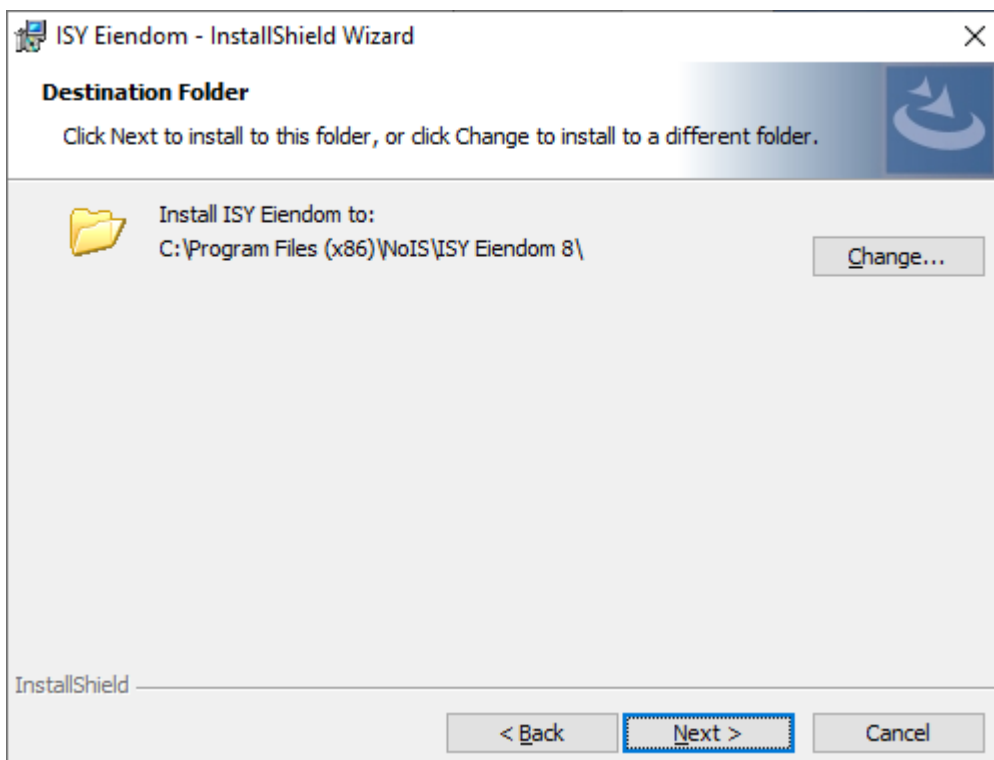 ISY Eiendom - InstallShield Wizard
Destination Folder
Click Next to install to this folder, or click Change to install to a different folder.
Install ISY Eiendom to:
C:\Program Files (x86)\NoIS\ISY Eiendom 8\
Change...
InstallShield
< Back
Next >
Cancel